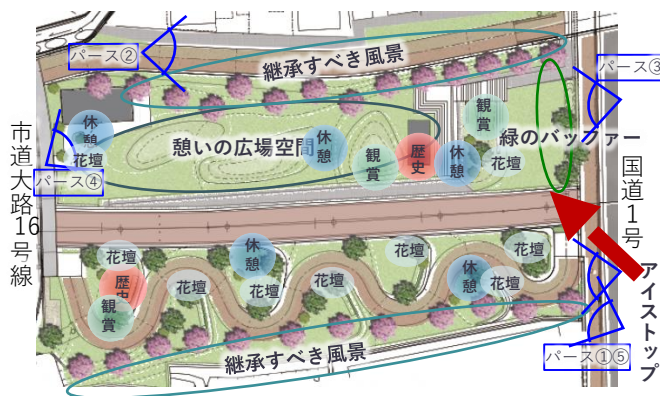 パース②
継承すべき風景
パース③
休憩
憩いの広場空間
休憩
観賞
緑のバッファー
花壇
観賞
歴史
休憩
花壇
市道大路16号線
パース④
国道1号
花壇
休憩
花壇
花壇
アイストップ
歴史
花壇
花壇
花壇
休憩
花壇
観賞
継承すべき風景
パース①⑤